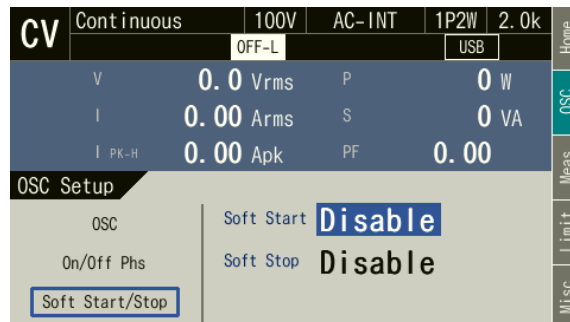 CV Continuous 100V AC-INT 1P2W 2.0k
OFF-L USB
V 0.0 Vrms P 0 W
I 0.00 Arms S 0 VA
I PK-H 0.00 Apk PF 0.00
OSC Setup
OSC
On/Off Phs
Soft Start/Stop
Soft Start Disable
Soft Stop Disable
Home
OSC
Meas
Limit
Misc